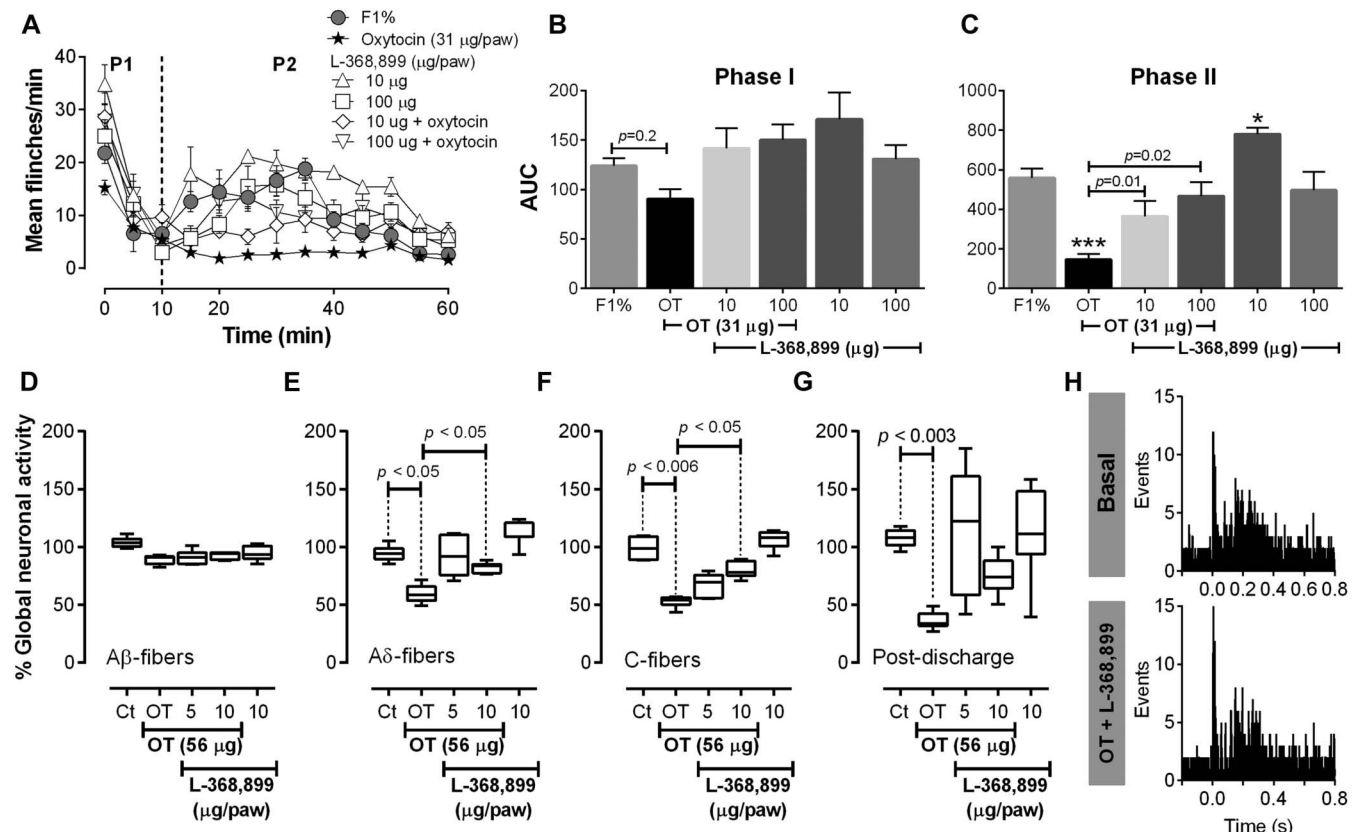 A
F1%
Oxytocin (31 μg/paw)
L-368,899 (μg/paw)
10 μg
100 μg
10 ug + oxytocin
100 ug + oxytocin
P1
P2
Mean flinches/min
40
30
20
10
0
0
10
20
40
60
Time (min)
B
Phase I
AUC
200
150
100
50
0
p=0.2
F1%
OT
10
100
10
100
OT (31 μg)
L-368,899 (μg)
C
Phase II
1000
800
600
400
200
0
***
p=0.01
p=0.02
*
F1%
OT
10
100
10
100
OT (31 μg)
L-368,899 (μg)
D
% Global neuronal activity
200
150
100
50
0
Aβ-fibers
Ct
OT
5
10
10
OT (56 μg)
L-368,899
(μg/paw)
E
200
150
100
50
0
p < 0.05
p < 0.05
Aδ-fibers
Ct
OT
5
10
10
OT (56 μg)
L-368,899
(μg/paw)
F
200
150
100
50
0
p < 0.05
p < 0.006
C-fibers
Ct
OT
5
10
10
OT (56 μg)
L-368,899
(μg/paw)
G
200
150
100
50
0
p < 0.003
Post-discharge
Ct
OT
5
10
10
OT (56 μg)
L-368,899
(μg/paw)
H
Basal
Events
15
10
5
0
0.0 0.2 0.4 0.6 0.8
OT + L-368,899
Events
15
10
5
0
0.0
0.4
0.8
Time (s)